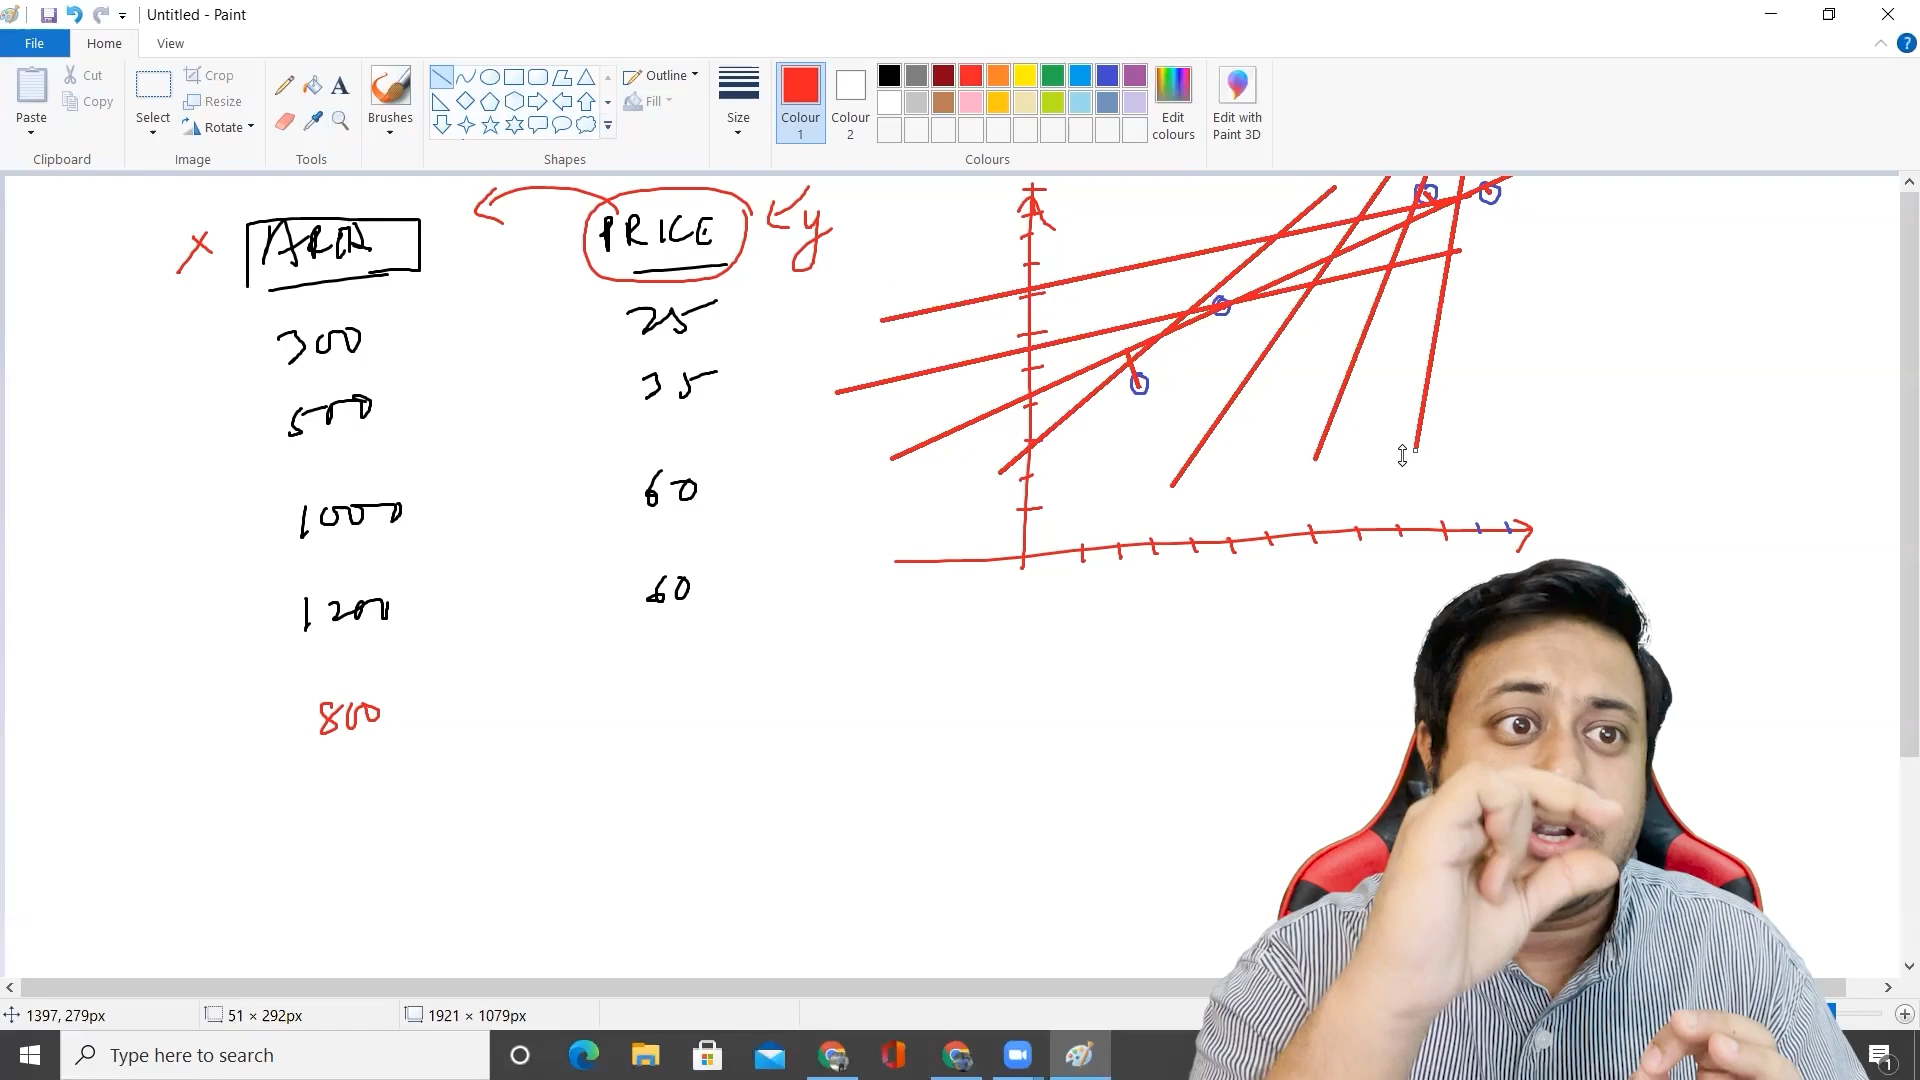 Untitled - Paint
File Home View
Cut
Copy
Paste
Clipboard
Crop
Resize
Rotate
Select
Image
Tools
Brushes
Outline
Fill
Shapes
Size
Colour 1
Colour 2
Edit colours
Edit with Paint 3D
Colours
X AREA PRICE y
300 25
500 35
1000 60
1200 60
800
1397, 279px 51 × 292px 1921 × 1079px
Type here to search
1